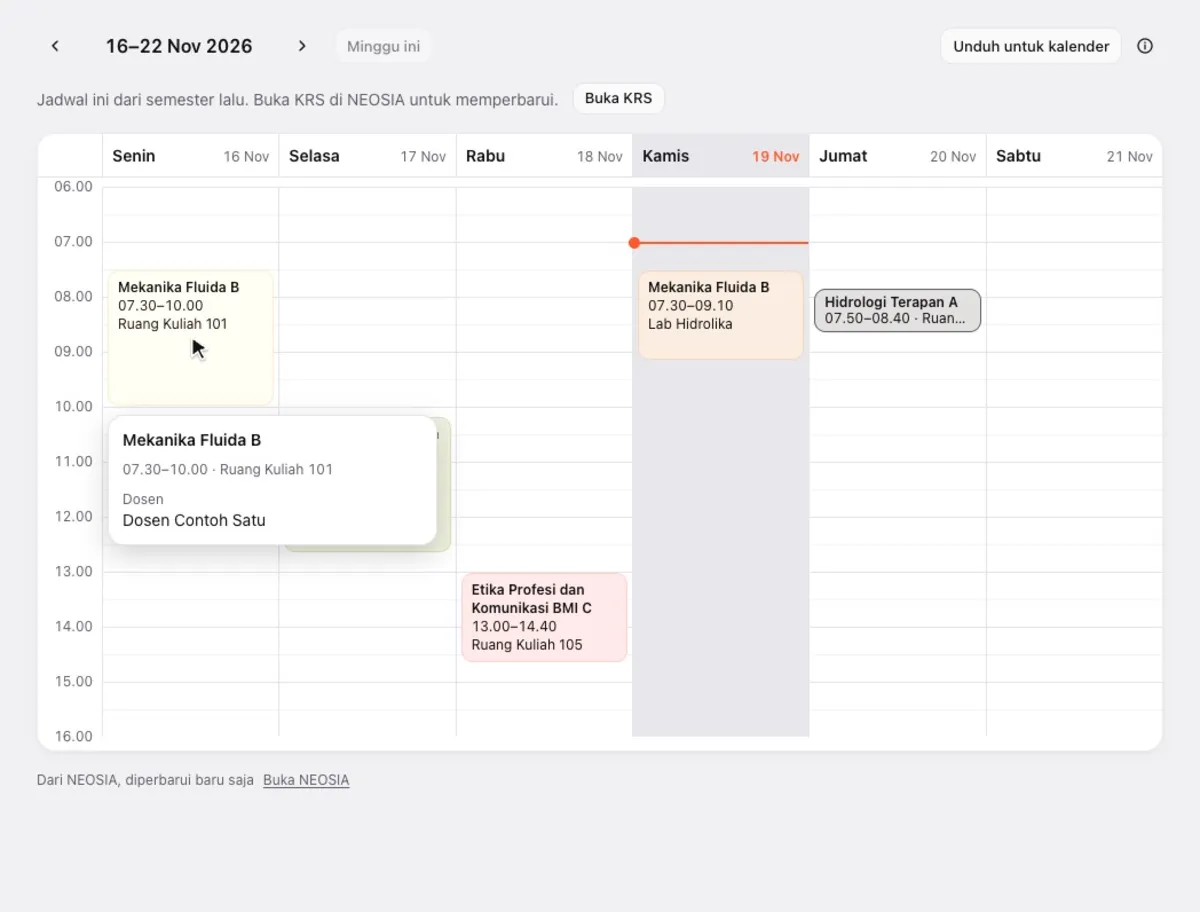 16–22 Nov 2026
Minggu ini
Unduh untuk kalender
Jadwal ini dari semester lalu. Buka KRS di NEOSIA untuk memperbarui.
Buka KRS
Senin 16 Nov
Selasa 17 Nov
Rabu 18 Nov
Kamis 19 Nov
Jumat 20 Nov
Sabtu 21 Nov
06.00
07.00
08.00
09.00
10.00
11.00
12.00
13.00
14.00
15.00
16.00
Mekanika Fluida B
07.30–10.00
Ruang Kuliah 101
Mekanika Fluida B
07.30–10.00 · Ruang Kuliah 101
Dosen
Dosen Contoh Satu
Etika Profesi dan
Komunikasi BMI C
13.00–14.40
Ruang Kuliah 105
Mekanika Fluida B
07.30–09.10
Lab Hidrolika
Hidrologi Terapan A
07.50–08.40 · Ruan...
Dari NEOSIA, diperbarui baru saja
Buka NEOSIA